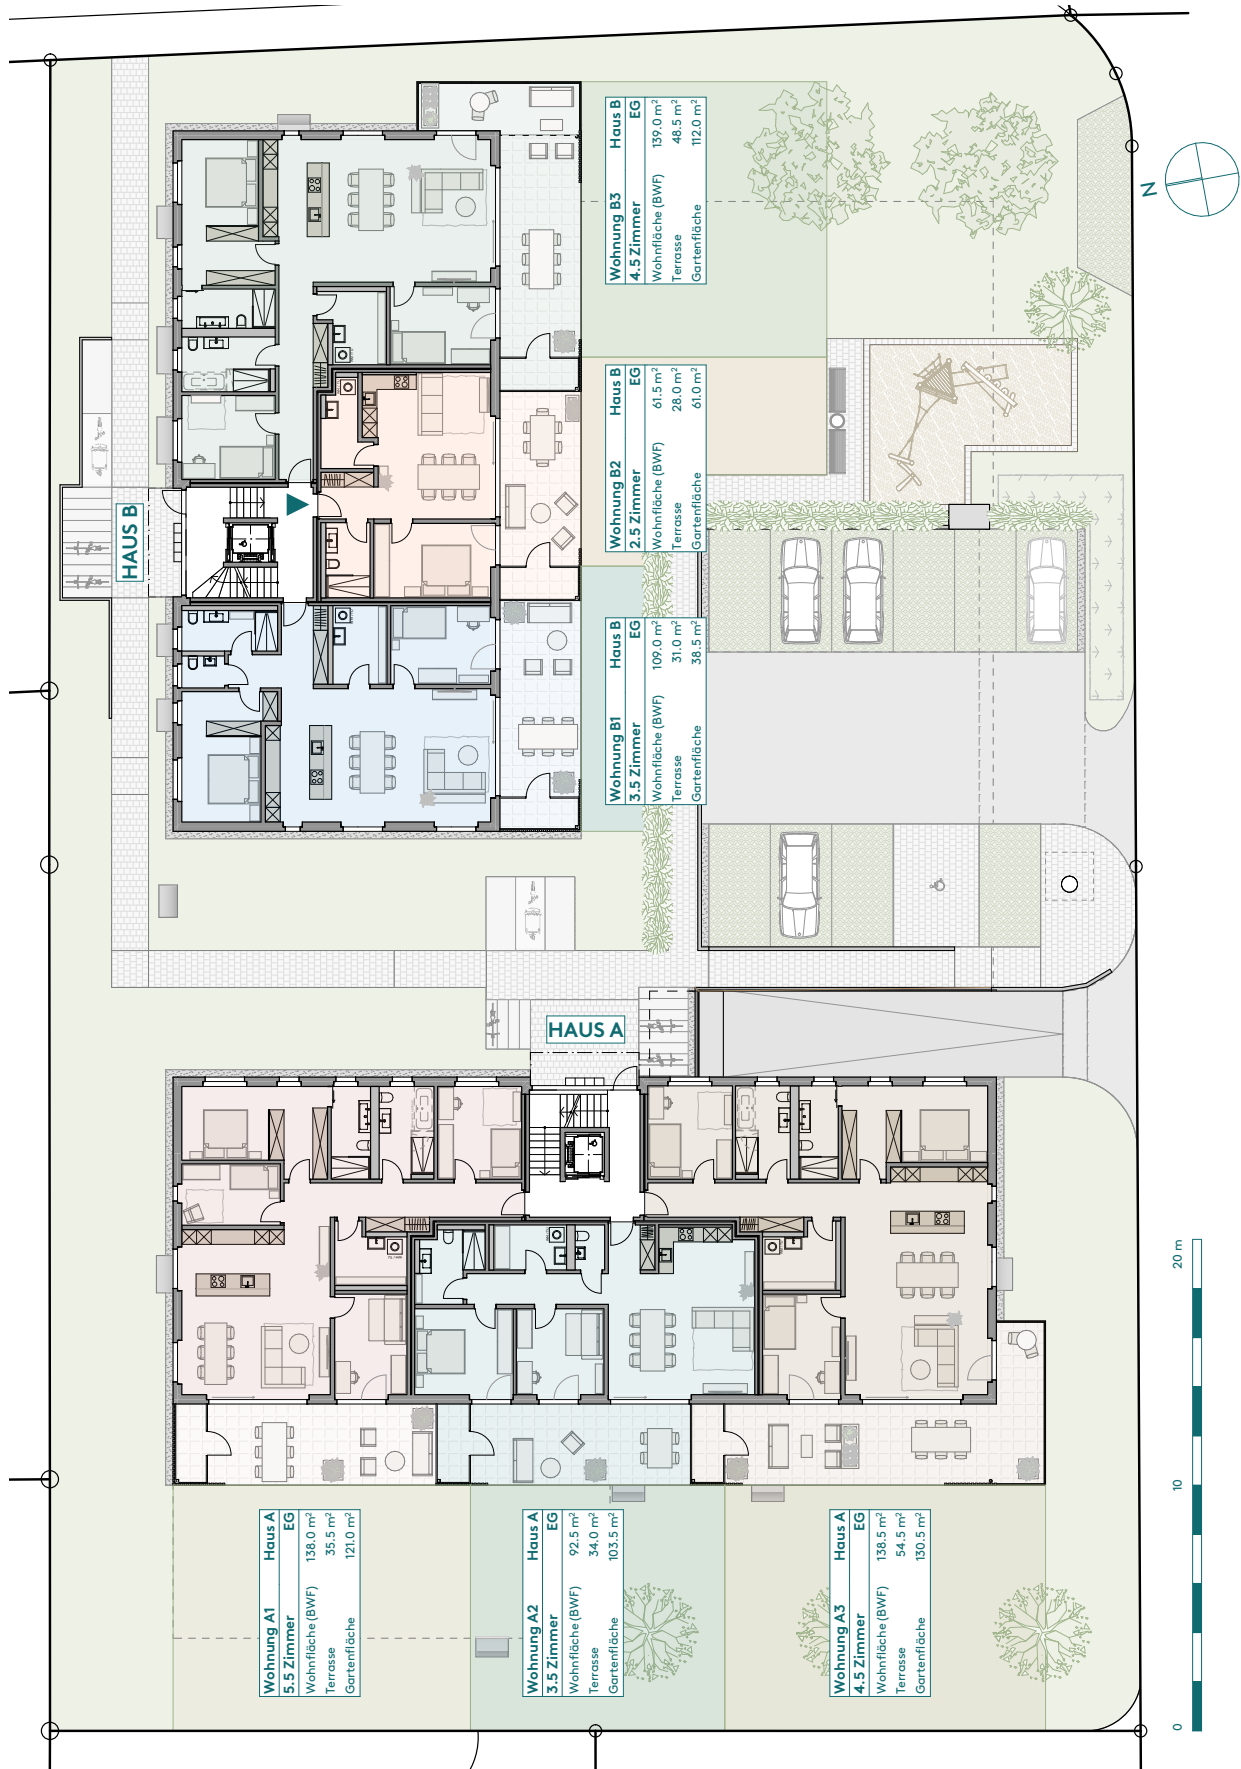 Wohnung B3 Haus B
4.5 Zimmer EG
Wohnfläche (BWF) 139.0 m²
Terrasse 48.5 m²
Gartenfläche 112.0 m²
N
Wohnung B2 Haus B
2.5 Zimmer EG
Wohnfläche (BWF) 61.5 m²
Terrasse 28.0 m²
Gartenfläche 61.0 m²
HAUS B
Wohnung B1 Haus B
3.5 Zimmer EG
Wohnfläche (BWF) 109.0 m²
Terrasse 31.0 m²
Gartenfläche 38.5 m²
HAUS A
Wohnung A1 Haus A
5.5 Zimmer EG
Wohnfläche (BWF) 138.0 m²
Terrasse 35.5 m²
Gartenfläche 121.0 m²
Wohnung A2 Haus A
3.5 Zimmer EG
Wohnfläche (BWF) 92.5 m²
Terrasse 34.0 m²
Gartenfläche 103.5 m²
Wohnung A3 Haus A
4.5 Zimmer EG
Wohnfläche (BWF) 138.5 m²
Terrasse 54.5 m²
Gartenfläche 130.5 m²
0 10 20 m